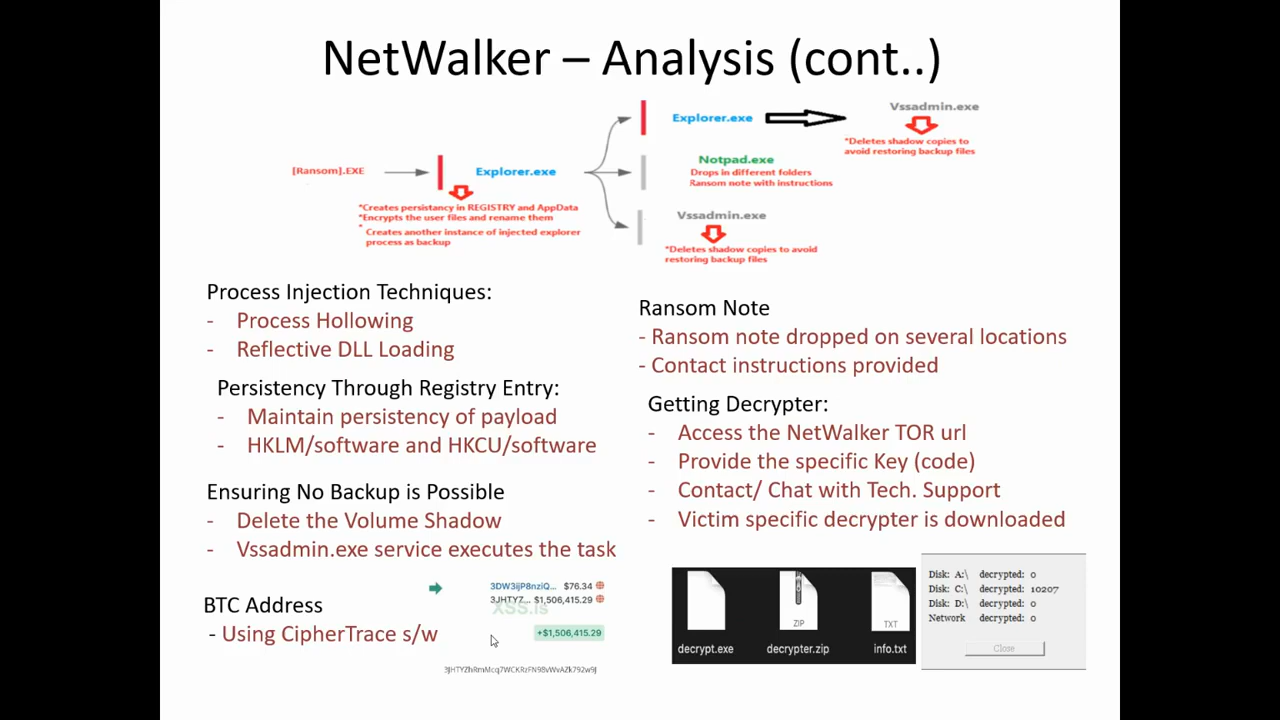 NetWalker – Analysis (cont..)
[Ransom].EXE
Explorer.exe
*Creates persistancy in REGISTRY and AppData
*Encrypts the user files and rename them
*
Creates another instance of injected explorer
process as backup
Explorer.exe
Vssadmin.exe
*Deletes shadow copies to
avoid restoring backup files
Notpad.exe
Drops in different folders
Ransom note with instructions
Vssadmin.exe
*Deletes shadow copies to avoid
restoring backup files
Process Injection Techniques:
- Process Hollowing
- Reflective DLL Loading
Persistency Through Registry Entry:
- Maintain persistency of payload
- HKLM/software and HKCU/software
Ensuring No Backup is Possible
- Delete the Volume Shadow
- Vssadmin.exe service executes the task
BTC Address
- Using CipherTrace s/w
3DW3ijP8nziQ... $76.34
3JHTYZ... $1,506,415.29
XSS.is
+$1,506,415.29
3JHTYZhRmMcq7WCKRzFN98vWvAZk792w9J
Ransom Note
- Ransom note dropped on several locations
- Contact instructions provided
Getting Decrypter:
- Access the NetWalker TOR url
- Provide the specific Key (code)
- Contact/ Chat with Tech. Support
- Victim specific decrypter is downloaded
ZIP
TXT
decrypt.exe
decrypter.zip
info.txt
Disk: A:\ decrypted: 0
Disk: C:\ decrypted: 10207
Disk: D:\ decrypted: 0
Network decrypted: 0
Close